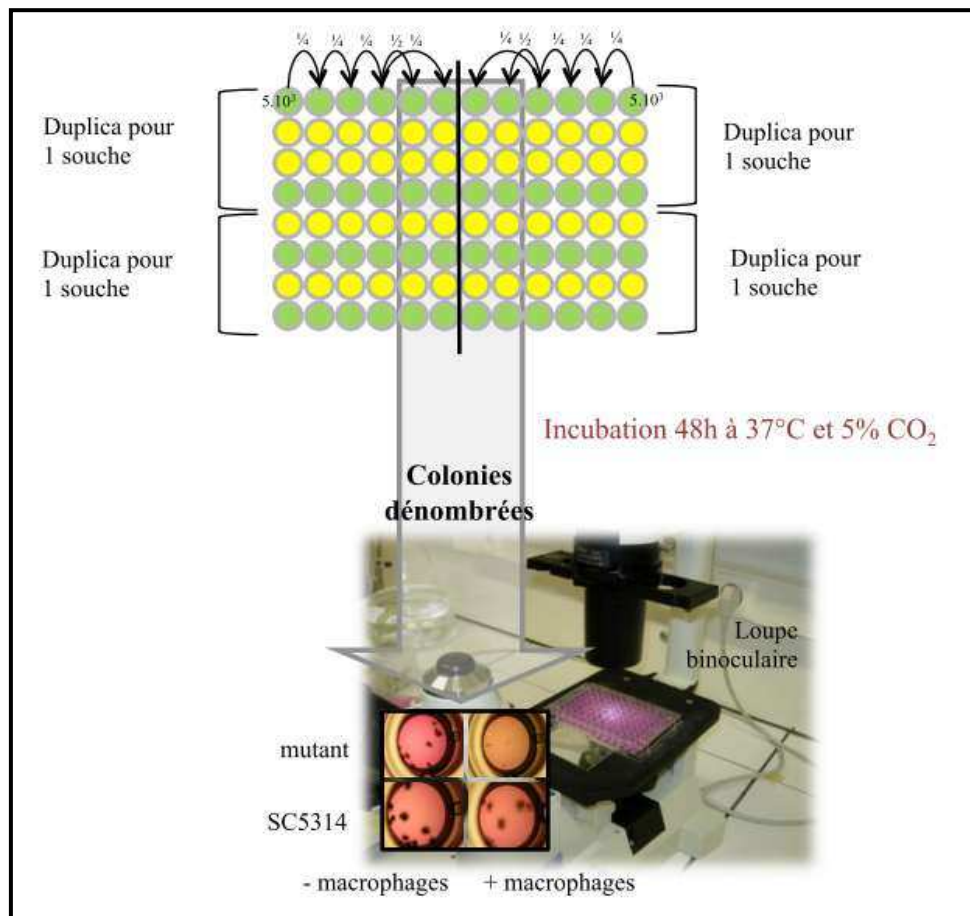 ¼ ¼ ¼ ½ ¼ ¼ ½ ¼ ¼ ¼
5.10³ 5.10³
Duplica pour
1 souche
Duplica pour
1 souche
Duplica pour
1 souche
Duplica pour
1 souche
Incubation 48h à 37°C et 5% CO₂
Colonies
dénombrées
Loupe
binoculaire
mutant
SC5314
- macrophages + macrophages